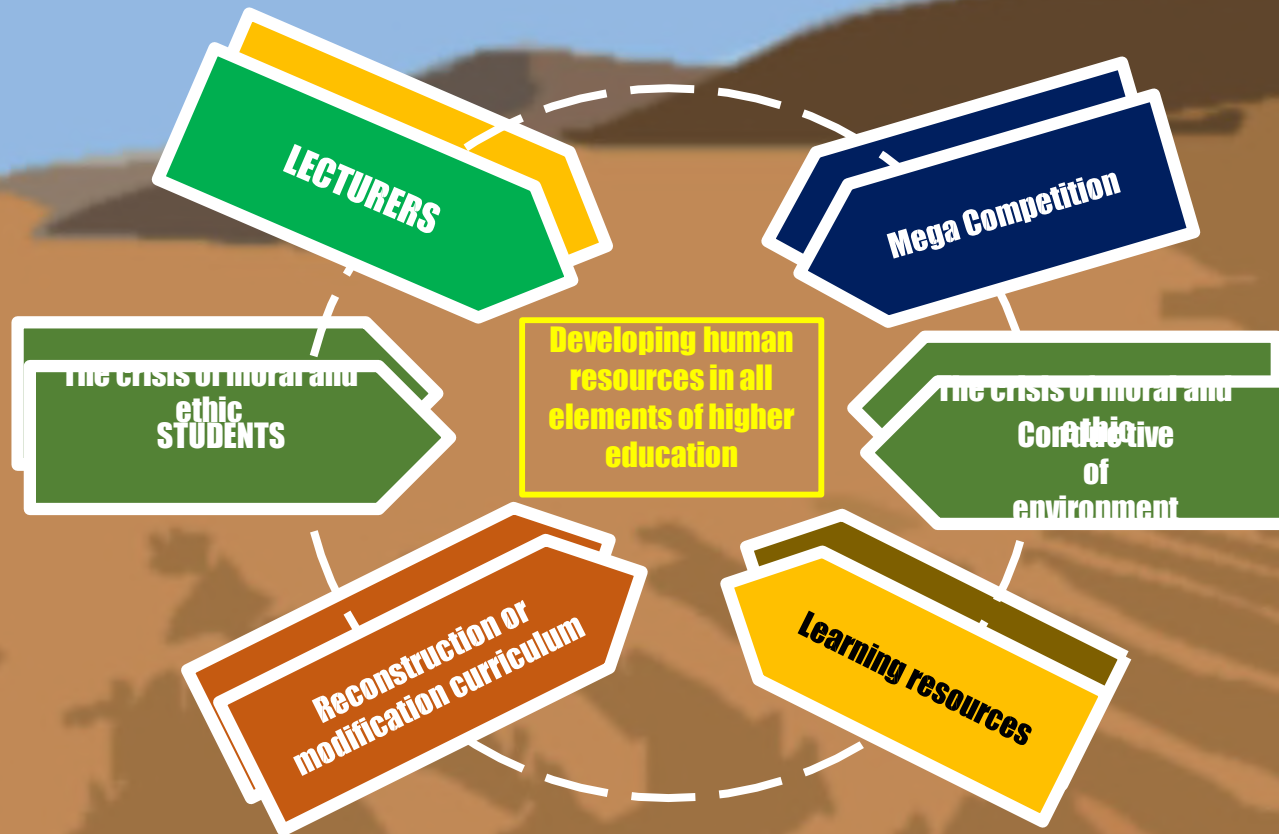 LECTURERS
Mega Competition
Developing human
resources in all
elements of higher
education
The Crisis of moral and
ethic
STUDENTS
The Crisis of moral and
ethic
of
environment
Reconstruction or
modification curriculum
Learning resources